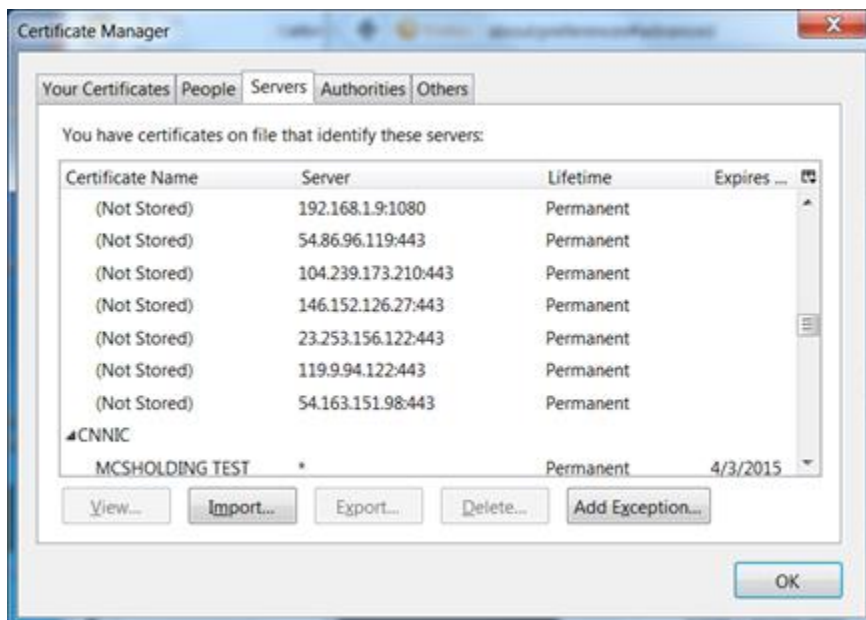 Certificate Manager
Your Certificates People Servers Authorities Others
You have certificates on file that identify these servers:
Certificate Name Server Lifetime Expires ...
(Not Stored) 192.168.1.9:1080 Permanent
(Not Stored) 54.86.96.119:443 Permanent
(Not Stored) 104.239.173.210:443 Permanent
(Not Stored) 146.152.126.27:443 Permanent
(Not Stored) 23.253.156.122:443 Permanent
(Not Stored) 119.9.94.122:443 Permanent
(Not Stored) 54.163.151.98:443 Permanent
CNNIC
MCSHOLDING TEST * Permanent 4/3/2015
View... Import... Export... Delete... Add Exception...
OK